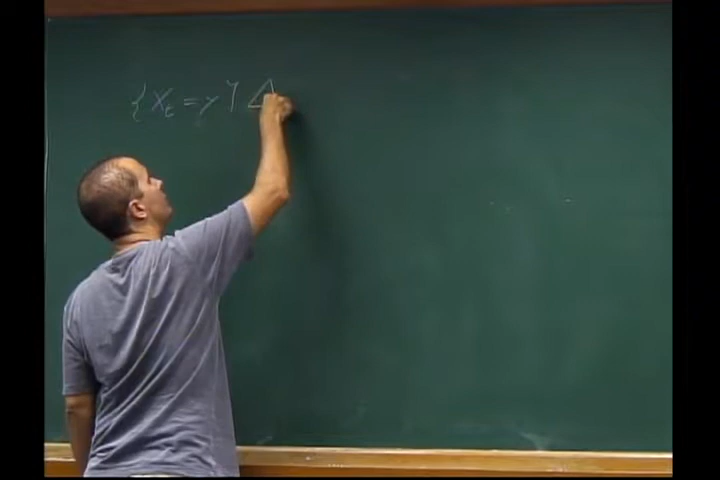 { X_t = y } Δ